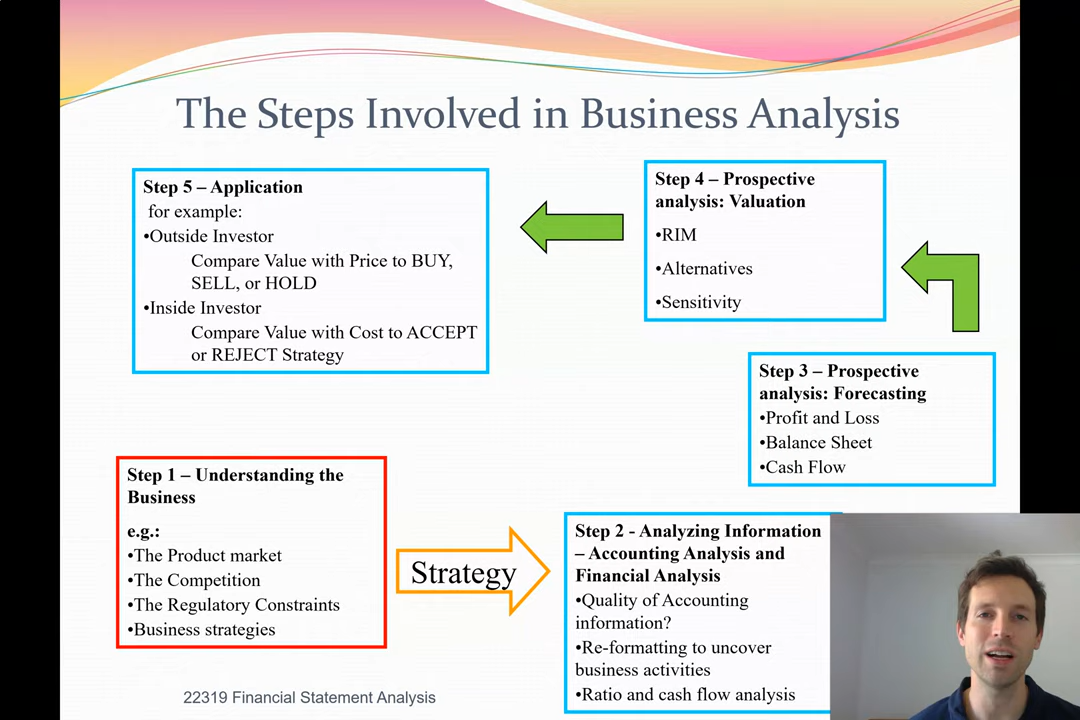 The Steps Involved in Business Analysis
Step 5 – Application
for example:
•Outside Investor
Compare Value with Price to BUY,
SELL, or HOLD
•Inside Investor
Compare Value with Cost to ACCEPT
or REJECT Strategy
Step 4 – Prospective
analysis: Valuation
•RIM
•Alternatives
•Sensitivity
Step 3 – Prospective
analysis: Forecasting
•Profit and Loss
•Balance Sheet
•Cash Flow
Step 1 – Understanding the
Business
e.g.:
•The Product market
•The Competition
•The Regulatory Constraints
•Business strategies
Strategy
Step 2 - Analyzing Information
– Accounting Analysis and
Financial Analysis
•Quality of Accounting
information?
•Re-formatting to uncover
business activities
•Ratio and cash flow analysis
22319 Financial Statement Analysis